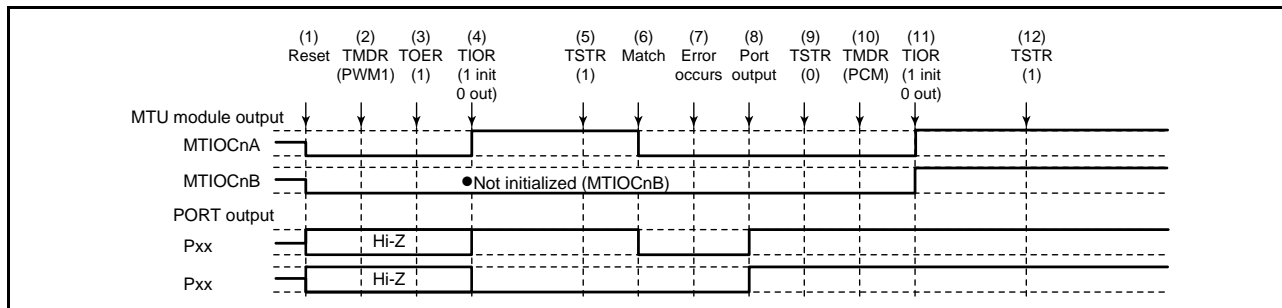 (1) (2) (3) (4) (5) (6) (7) (8) (9) (10) (11) (12)
Reset TMDR TOER TIOR TSTR Match Error Port TSTR TMDR TIOR TSTR
(PWM1) (1) (1 init (1) occurs output (0) (PCM) (1 init (1)
0 out) 0 out)
MTU module output
MTIOCnA
MTIOCnB
●Not initialized (MTIOCnB)
PORT output
Pxx Hi-Z
Pxx Hi-Z